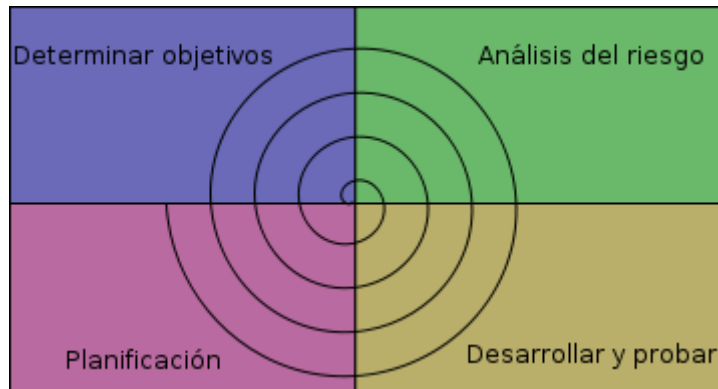 Determinar objetivos
Análisis del riesgo
Planificación
Desarrollar y probar